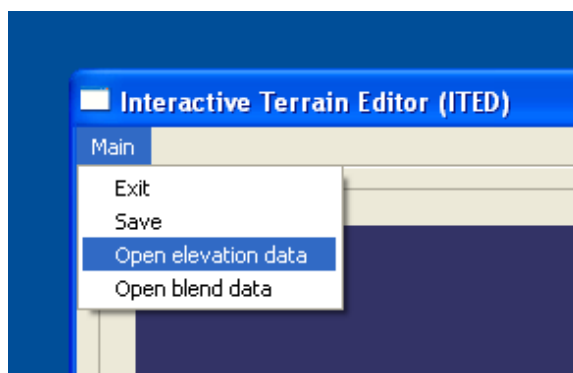 Interactive Terrain Editor (ITED)
Main
Exit
Save
Open elevation data
Open blend data